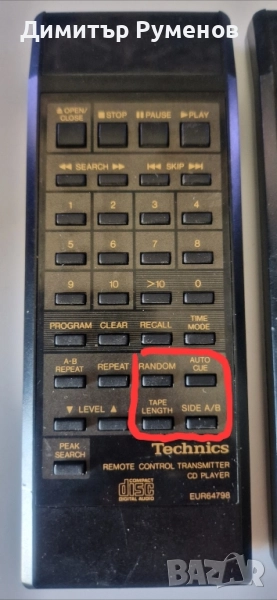 Димитър Руменов
≜ OPEN/ ■ STOP ❚❚ PAUSE ▶ PLAY
CLOSE
◀◀ SEARCH ▶▶ |◀◀ SKIP ▶▶|
1 2 3 4
5 6 7 8
9 10 >10 0
PROGRAM CLEAR RECALL TIME
MODE
A-B REPEAT RANDOM AUTO
REPEAT CUE
▼ LEVEL ▲ TAPE SIDE A/B
LENGTH
PEAK
SEARCH
Technics
REMOTE CONTROL TRANSMITTER
CD PLAYER
COMPACT
disc
DIGITAL AUDIO
EUR64798
BAZAR